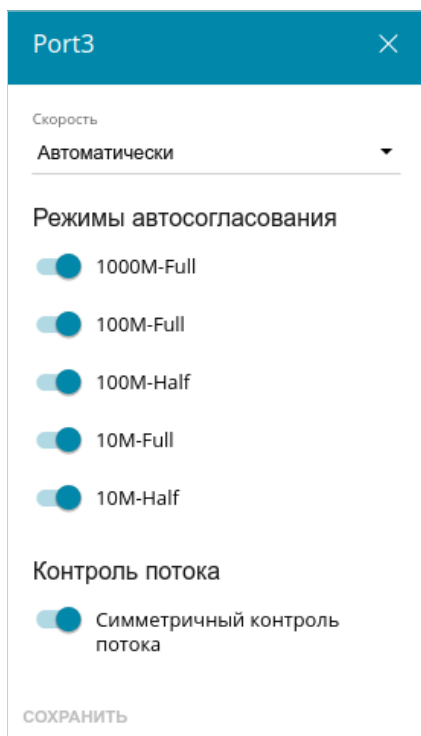 Port3
Скорость
Автоматически
Режимы автосогласования
1000M-Full
100M-Full
100M-Half
10M-Full
10M-Half
Контроль потока
Симметричный контроль
потока
СОХРАНИТЬ